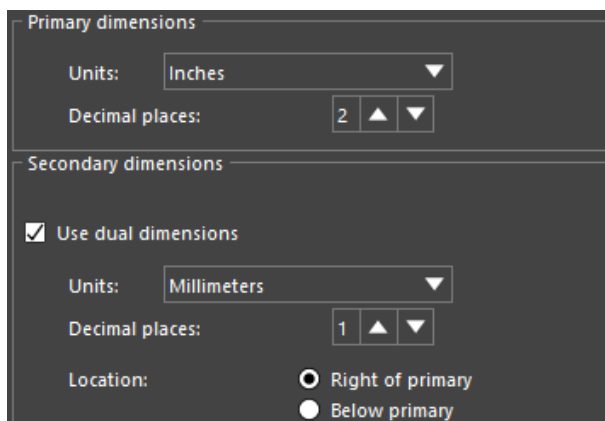 Primary dimensions
Units: Inches
Decimal places: 2
Secondary dimensions
Use dual dimensions
Units: Millimeters
Decimal places: 1
Location: Right of primary
Below primary